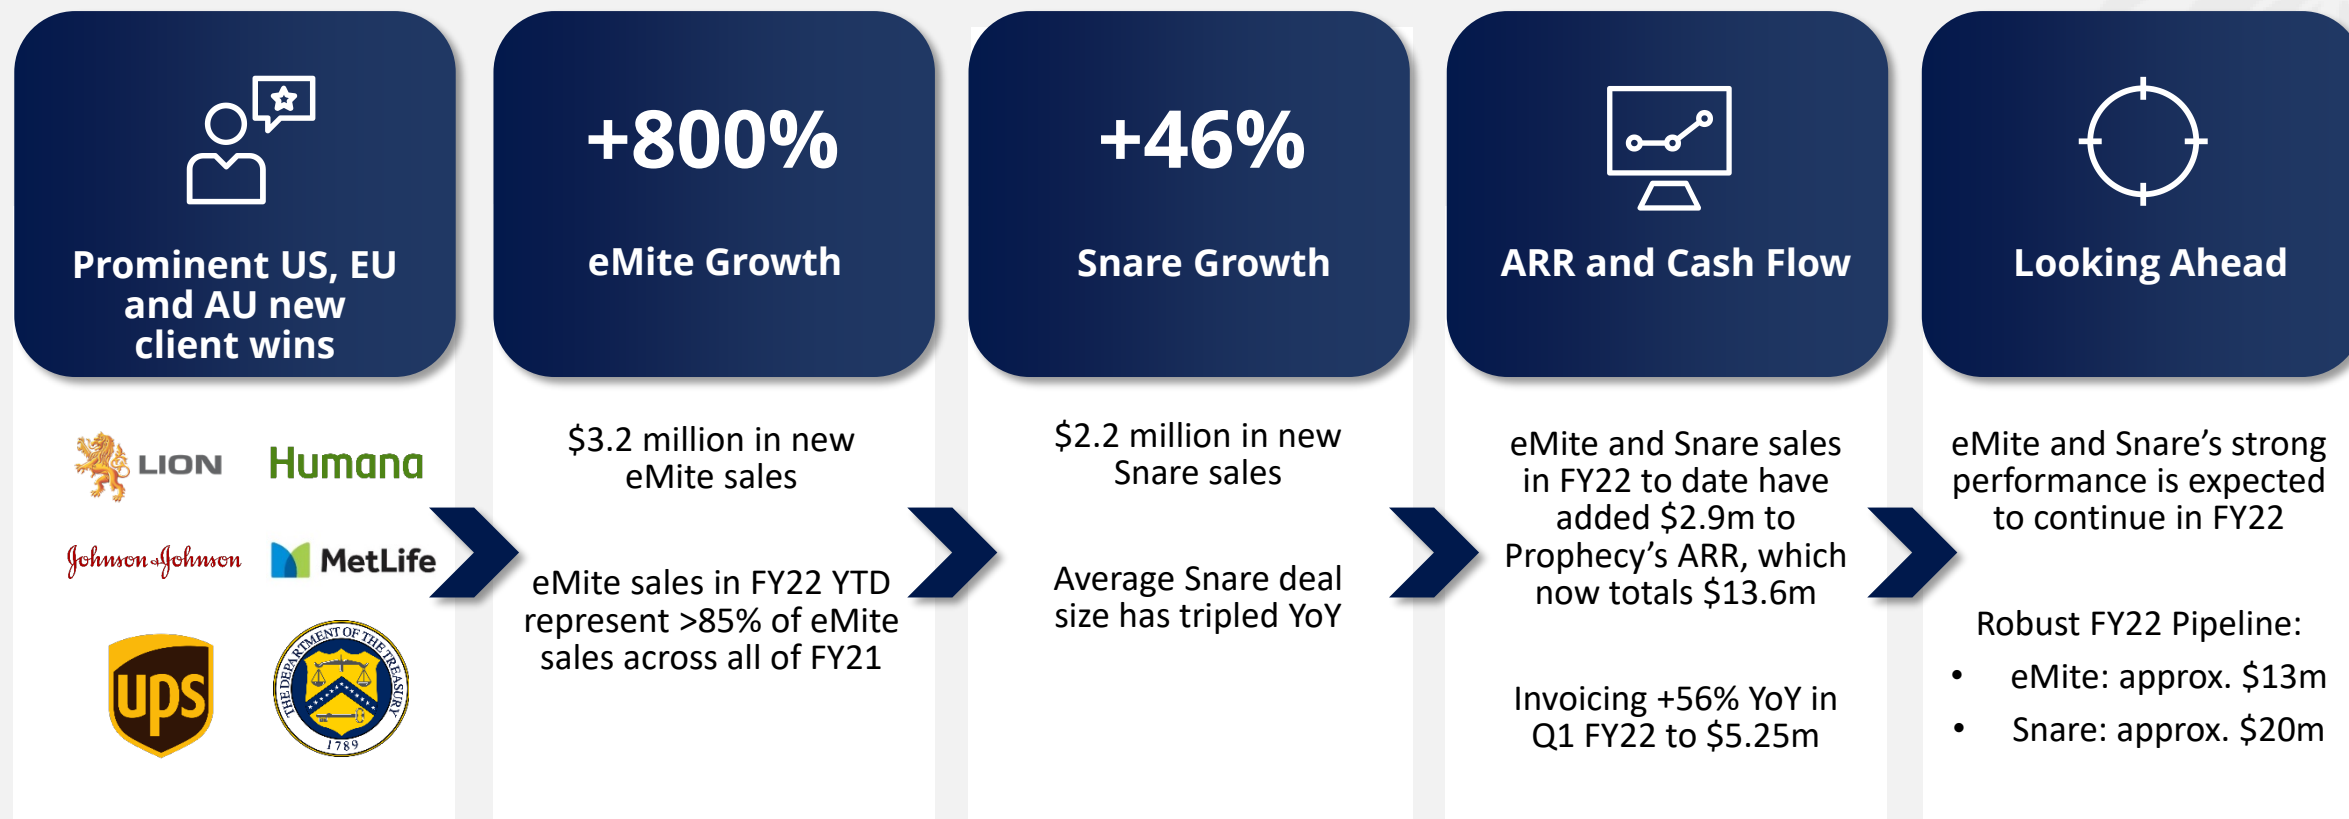 Prominent US, EU
and AU new
client wins
LION
Humana
Johnson & Johnson
MetLife
ups
THE DEPARTMENT OF THE TREASURY
1789
+800%
eMite Growth
$3.2 million in new
eMite sales
eMite sales in FY22 YTD
represent >85% of eMite
sales across all of FY21
+46%
Snare Growth
$2.2 million in new
Snare sales
Average Snare deal
size has tripled YoY
ARR and Cash Flow
eMite and Snare sales
in FY22 to date have
added $2.9m to
Prophecy’s ARR, which
now totals $13.6m
Invoicing +56% YoY in
Q1 FY22 to $5.25m
Looking Ahead
eMite and Snare’s strong
performance is expected
to continue in FY22
Robust FY22 Pipeline:
• eMite: approx. $13m
• Snare: approx. $20m